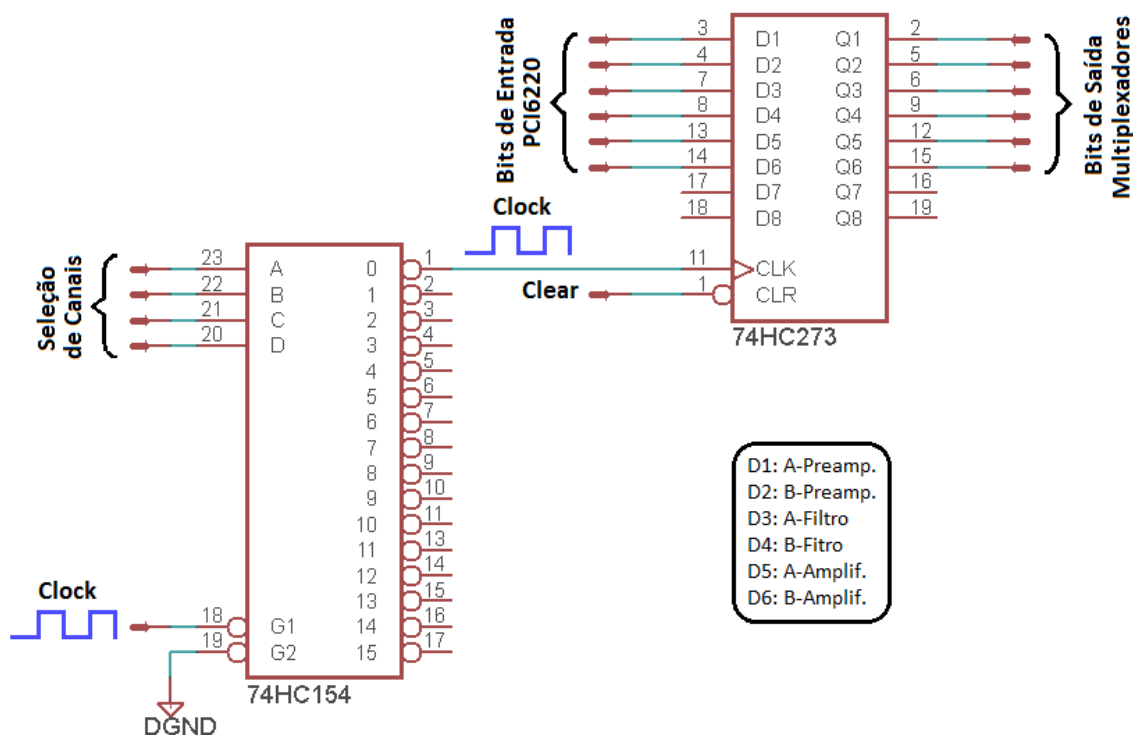 Bits de Entrada
PCI6220
3 D1 Q1 2
4 D2 Q2 5
7 D3 Q3 6
8 D4 Q4 9
13 D5 Q5 12
14 D6 Q6 15
17 D7 Q7 16
18 D8 Q8 19
11 CLK
1 CLR
74HC273
Bits de Saída
Multiplexadores
Clock
Clear
Seleção
de Canais
23 A 0 1
22 B 1 2
21 C 2 3
20 D 3 4
4 5
5 6
6 7
7 8
8 9
9 10
10 11
11 13
12 14
13 15
18 G1 14 16
19 G2 15 17
74HC154
Clock
DGND
D1: A-Preamp.
D2: B-Preamp.
D3: A-Filtro
D4: B-Fitro
D5: A-Amplif.
D6: B-Amplif.